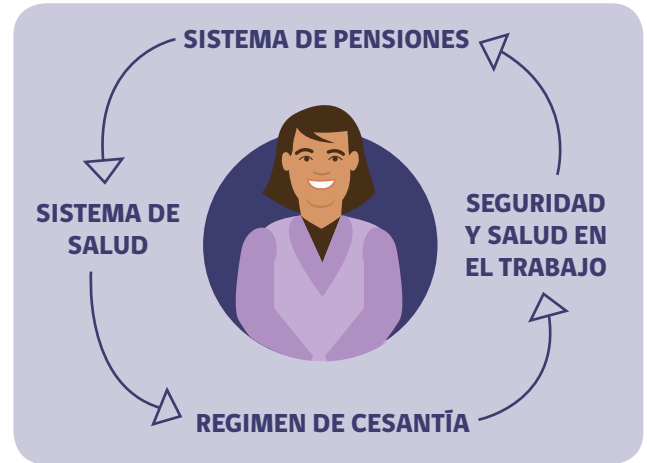 SISTEMA DE PENSIONES
SISTEMA DE
SALUD
SEGURIDAD
Y SALUD EN
EL TRABAJO
REGIMEN DE CESANTÍA